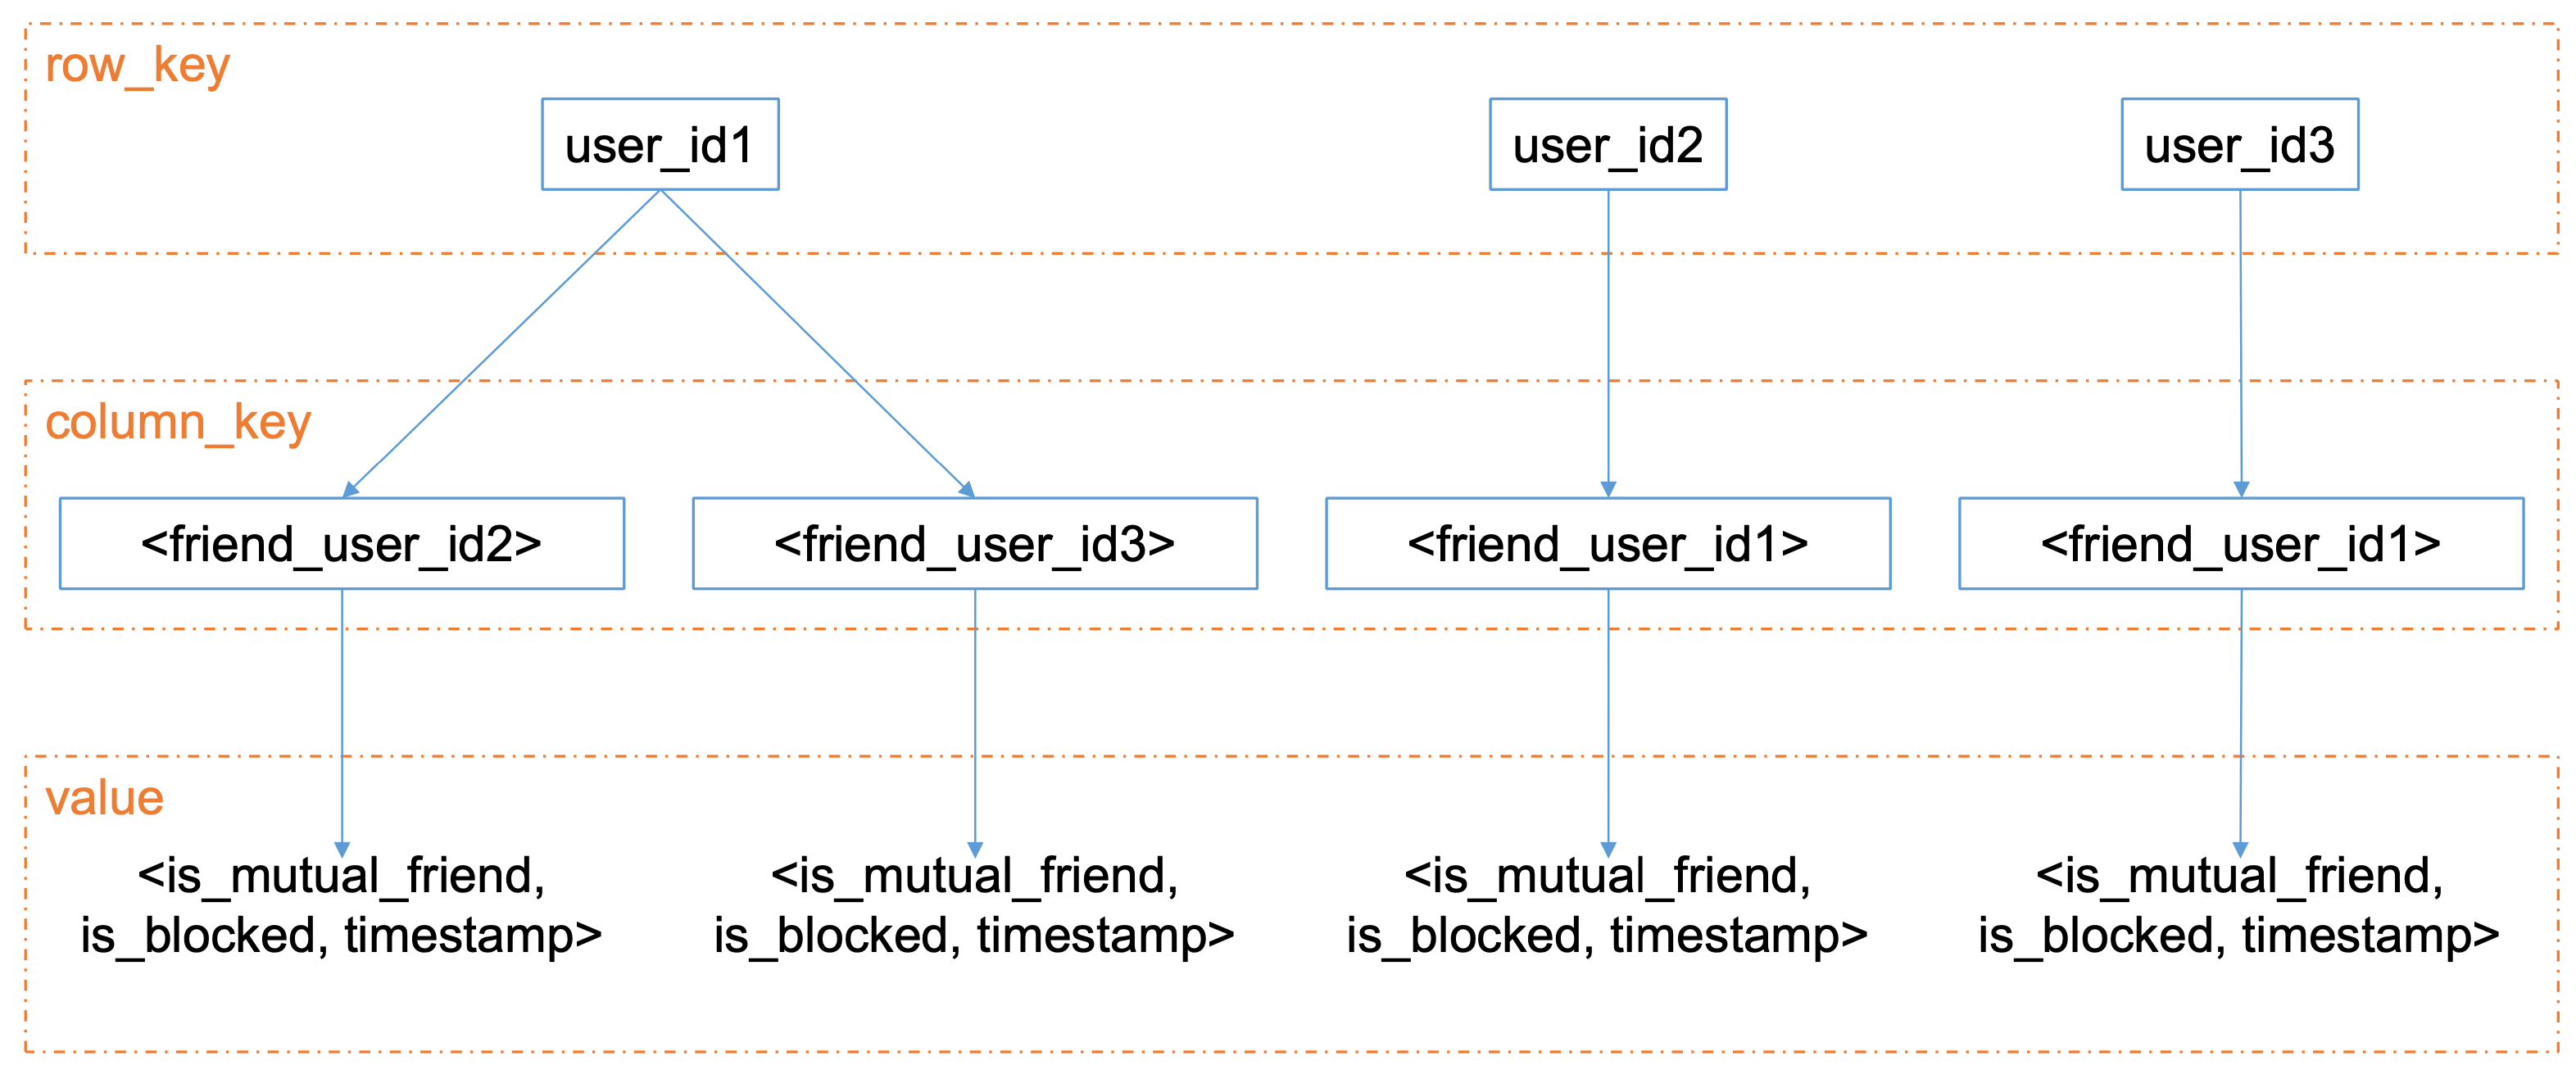 row_key
user_id1
user_id2
user_id3
column_key
<friend_user_id2>
<friend_user_id3>
<friend_user_id1>
<friend_user_id1>
value
<is_mutual_friend,
is_blocked, timestamp>
<is_mutual_friend,
is_blocked, timestamp>
<is_mutual_friend,
is_blocked, timestamp>
<is_mutual_friend,
is_blocked, timestamp>